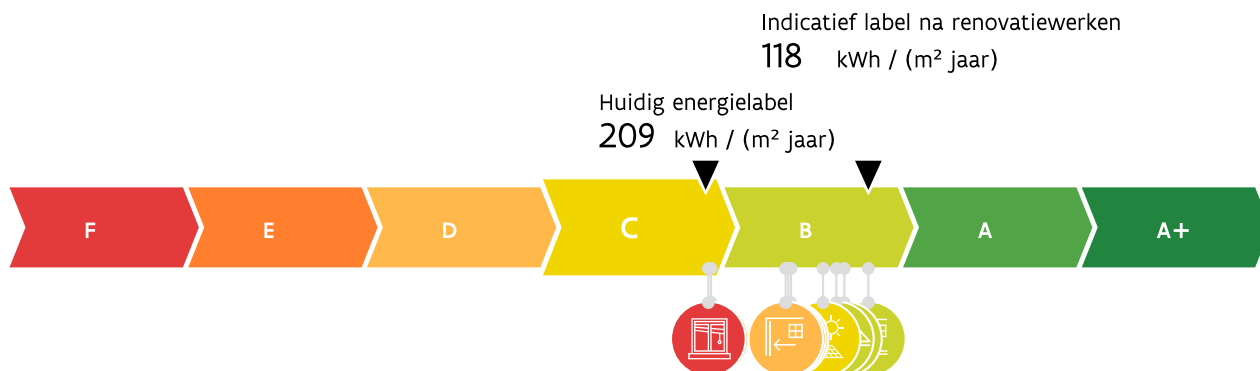 Indicatief label na renovatiewerken
118 kWh / (m² jaar)
Huidig energielabel
209 kWh / (m² jaar)
F E D C B A A+